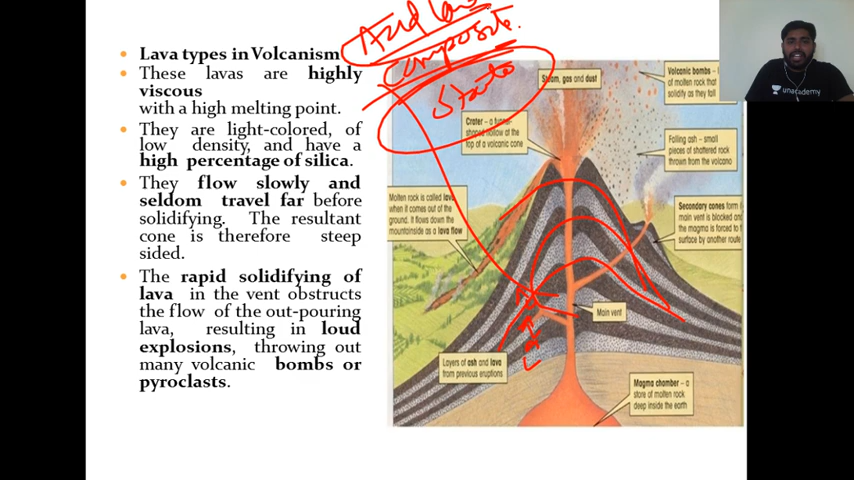 Acid lava
Composite.
Strato
Lava types in Volcanism
These lavas are highly
viscous
with a high melting point.
They are light-colored, of
low density, and have a
high percentage of silica.
They flow slowly and
seldom travel far before
solidifying. The resultant
cone is therefore steep
sided.
The rapid solidifying of
lava in the vent obstructs
the flow of the out-pouring
lava, resulting in loud
explosions, throwing out
many volcanic bombs or
pyroclasts.
Steam, gas and dust
Volcanic bombs –
of molten rock that
solidify as they fall
Crater – a funnel-
shaped hollow at the
top of a volcanic cone
Falling ash – small
pieces of shattered rock
thrown from the volcano
Molten rock is called lava
when it comes out of the
ground. It flows down the
mountainside as a lava flow
Secondary cones form
main vent is blocked and
the magma is forced to
surface by another route
Main vent
Layers of ash and lava
from previous eruptions
Magma chamber – a
store of molten rock
deep inside the earth
unacademy